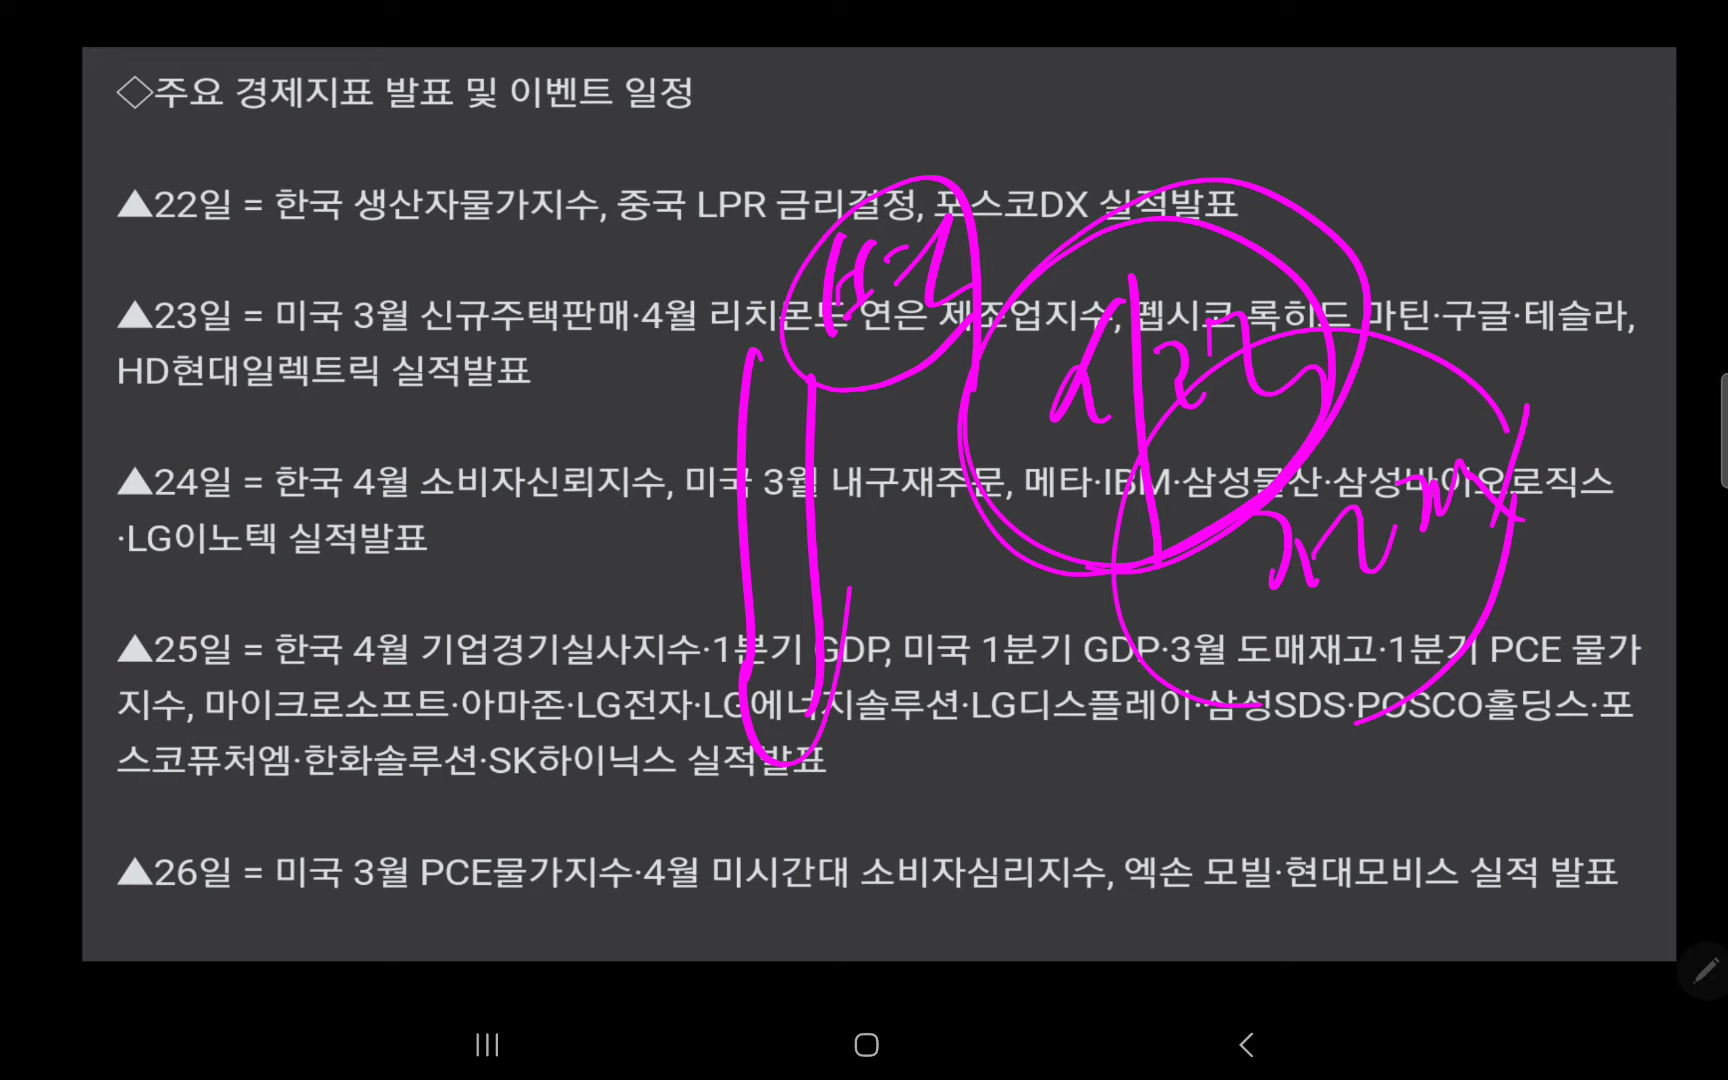 ◇주요 경제지표 발표 및 이벤트 일정
▲22일 = 한국 생산자물가지수, 중국 LPR 금리결정, 포스코DX 실적발표
▲23일 = 미국 3월 신규주택판매·4월 리치몬드 연은 제조업지수, 펩시코·록히드 마틴·구글·테슬라,
HD현대일렉트릭 실적발표
▲24일 = 한국 4월 소비자신뢰지수, 미국 3월 내구재주문, 메타·IBM·삼성물산·삼성바이오로직스
·LG이노텍 실적발표
▲25일 = 한국 4월 기업경기실사지수·1분기 GDP, 미국 1분기 GDP·3월 도매재고·1분기 PCE 물가
지수, 마이크로소프트·아마존·LG전자·LG에너지솔루션·LG디스플레이·삼성SDS·POSCO홀딩스·포
스코퓨처엠·한화솔루션·SK하이닉스 실적발표
▲26일 = 미국 3월 PCE물가지수·4월 미시간대 소비자심리지수, 엑손 모빌·현대모비스 실적 발표